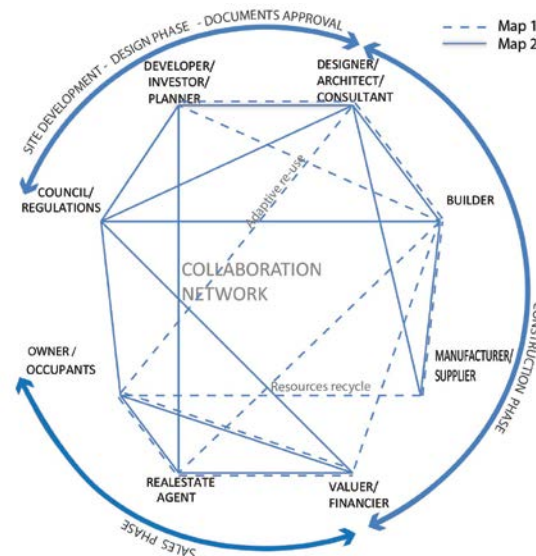 SITE DEVELOPMENT - DESIGN PHASE - DOCUMENTS APPROVAL
Map 1
Map 2
DEVELOPER/
INVESTOR/
PLANNER
DESIGNER/
ARCHITECT/
CONSULTANT
COUNCIL/
REGULATIONS
BUILDER
Adaptive re-use
COLLABORATION
NETWORK
OWNER /
OCCUPANTS
MANUFACTURER/
SUPPLIER
CONSTRUCTION PHASE
Resources recycle
REALESTATE
AGENT
VALUER/
FINANCIER
SALES PHASE